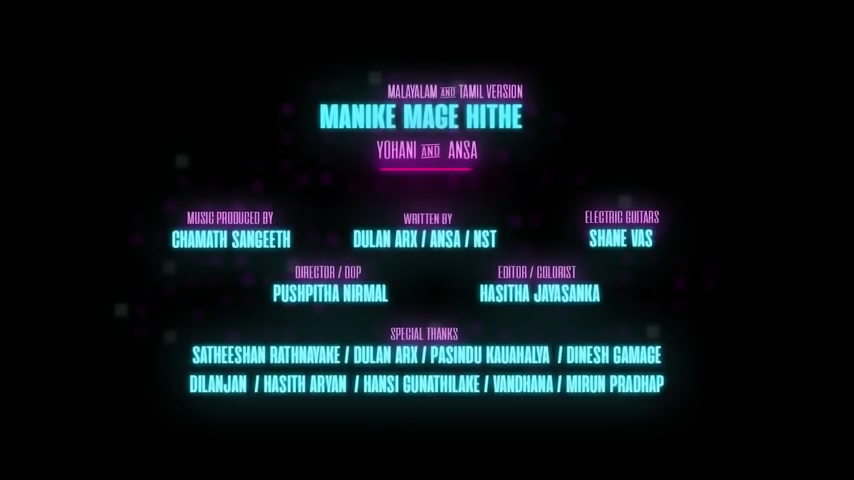 MALAYALAM AND TAMIL VERSION
MANIKE MAGE HITHE
YOHANI AND ANSA
MUSIC PRODUCED BY
CHAMATH SANGEETH
WRITTEN BY
DULAN ARX / ANSA / NST
ELECTRIC GUITARS
SHANE VAS
DIRECTOR / DOP
PUSHPITHA NIRMAL
EDITOR / COLORIST
HASITHA JAYASANKA
SPECIAL THANKS
SATHEESHAN RATHNAYAKE / DULAN ARX / PASINDU KAUAHALYA / DINESH GAMAGE
DILANJAN / HASITH ARYAN / HANSI GUNATHILAKE / VANDHANA / MIRUN PRADHAP